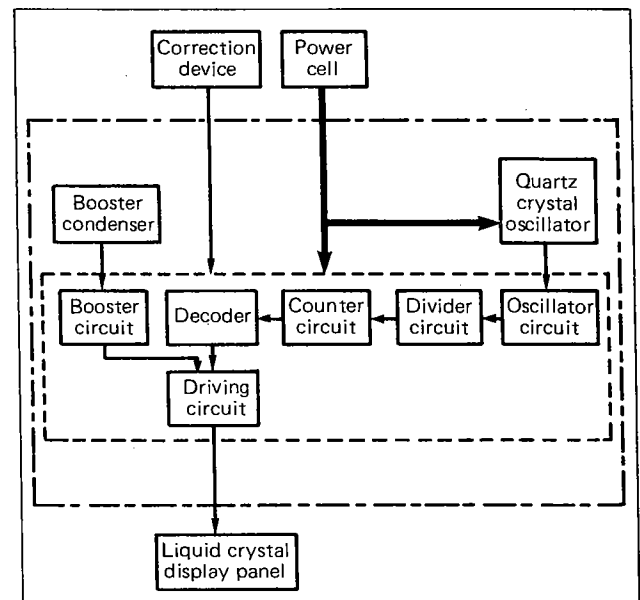 Correction
device
Power
cell
Booster
condenser
Quartz
crystal
oscillator
Booster
circuit
Decoder
Counter
circuit
Divider
circuit
Oscillator
circuit
Driving
circuit
Liquid crystal
display panel